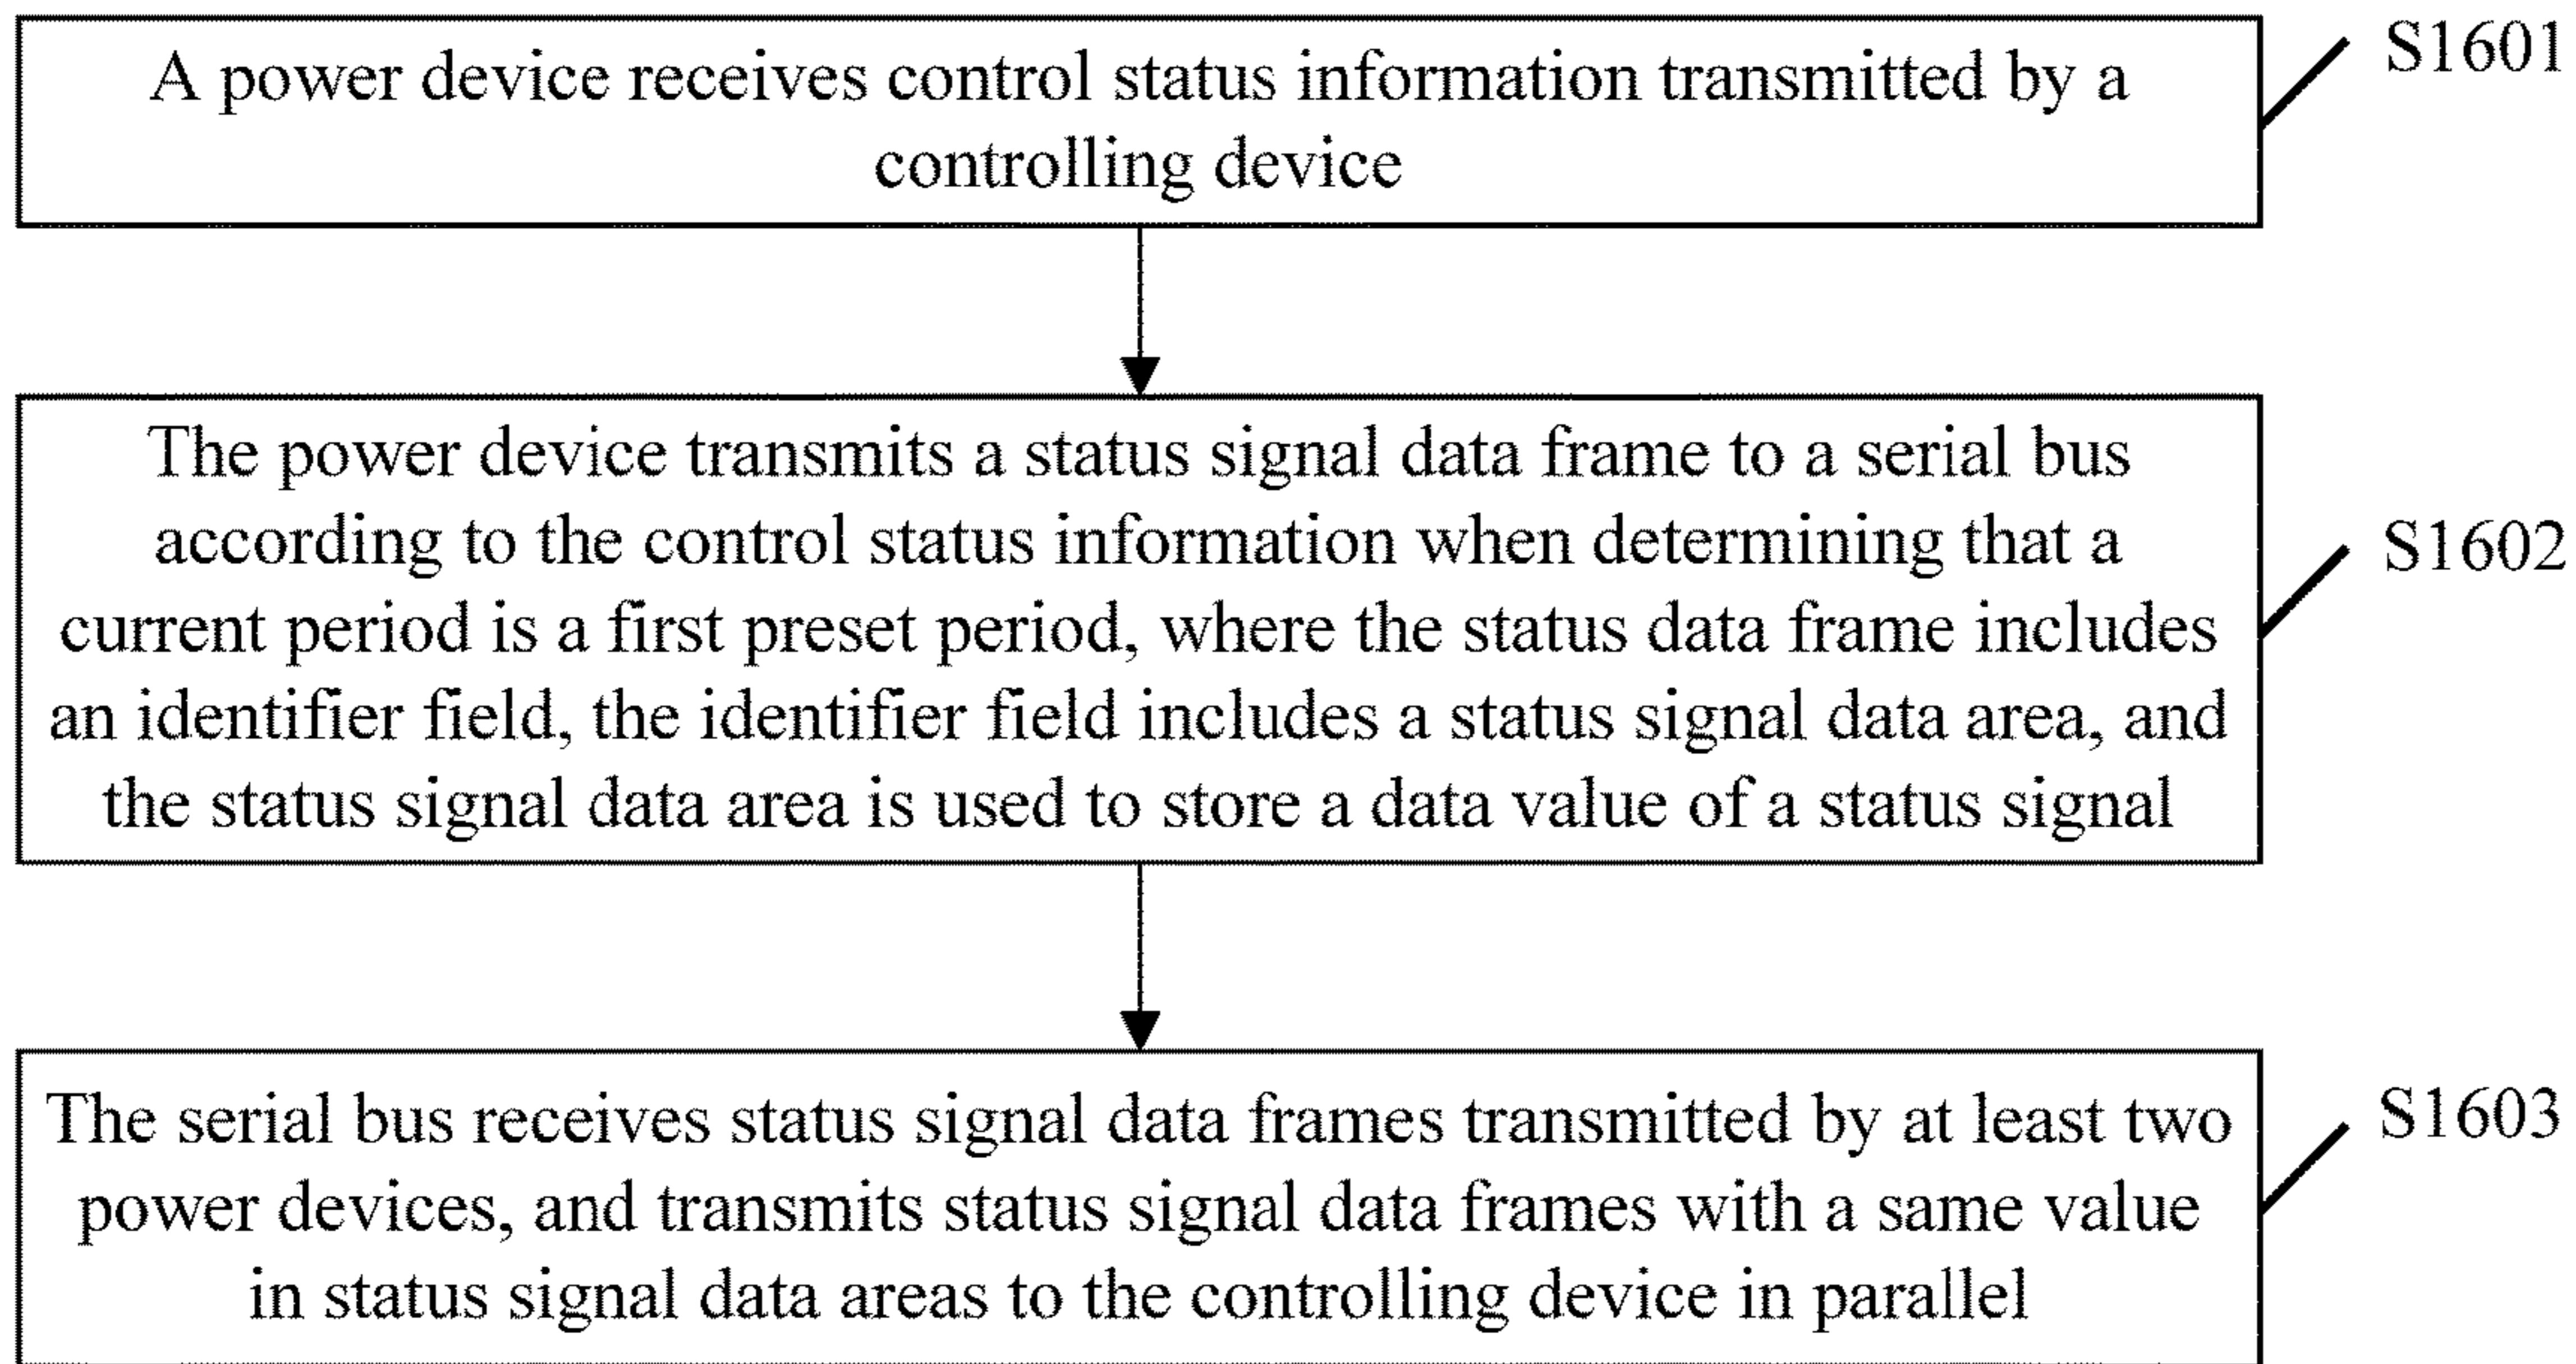 A power device receives control status information transmitted by a
controlling device
S1601
The power device transmits a status signal data frame to a serial bus
according to the control status information when determining that a
current period is a first preset period, where the status data frame includes
an identifier field, the identifier field includes a status signal data area, and
the status signal data area is used to store a data value of a status signal
S1602
The serial bus receives status signal data frames transmitted by at least two
power devices, and transmits status signal data frames with a same value
in status signal data areas to the controlling device in parallel
S1603